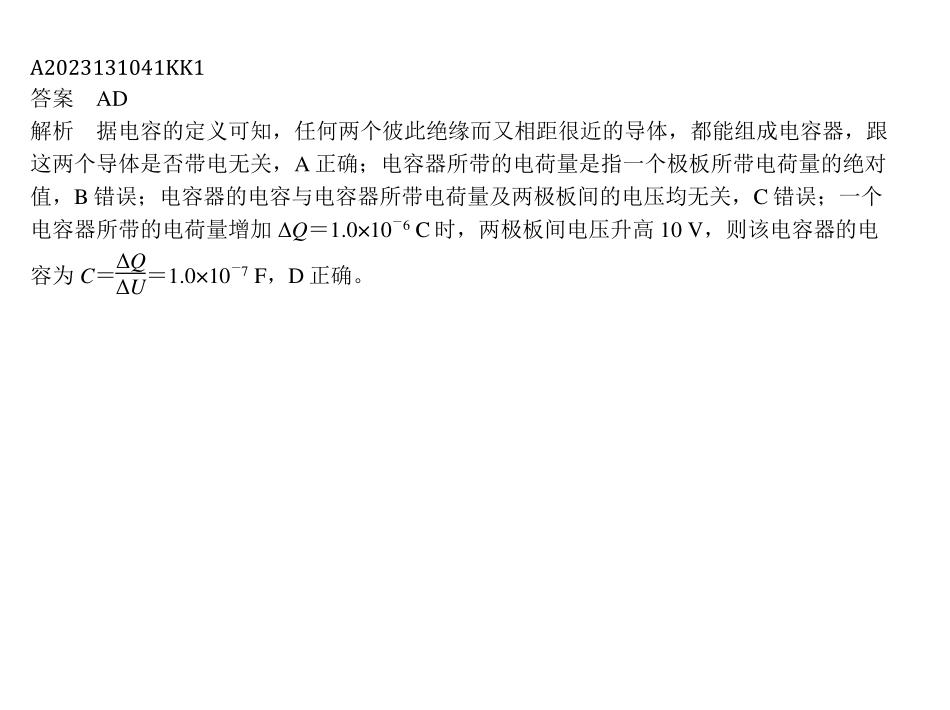 A2023131041KK1
答案　AD
解析　据电容的定义可知，任何两个彼此绝缘而又相距很近的导体，都能组成电容器，跟
这两个导体是否带电无关，A 正确；电容器所带的电荷量是指一个极板所带电荷量的绝对
值，B 错误；电容器的电容与电容器所带电荷量及两极板间的电压均无关，C 错误；一个
电容器所带的电荷量增加 ΔQ＝1.0×10⁻⁶ C 时，两极板间电压升高 10 V，则该电容器的电
容为 C＝ΔQ/ΔU＝1.0×10⁻⁷ F，D 正确。